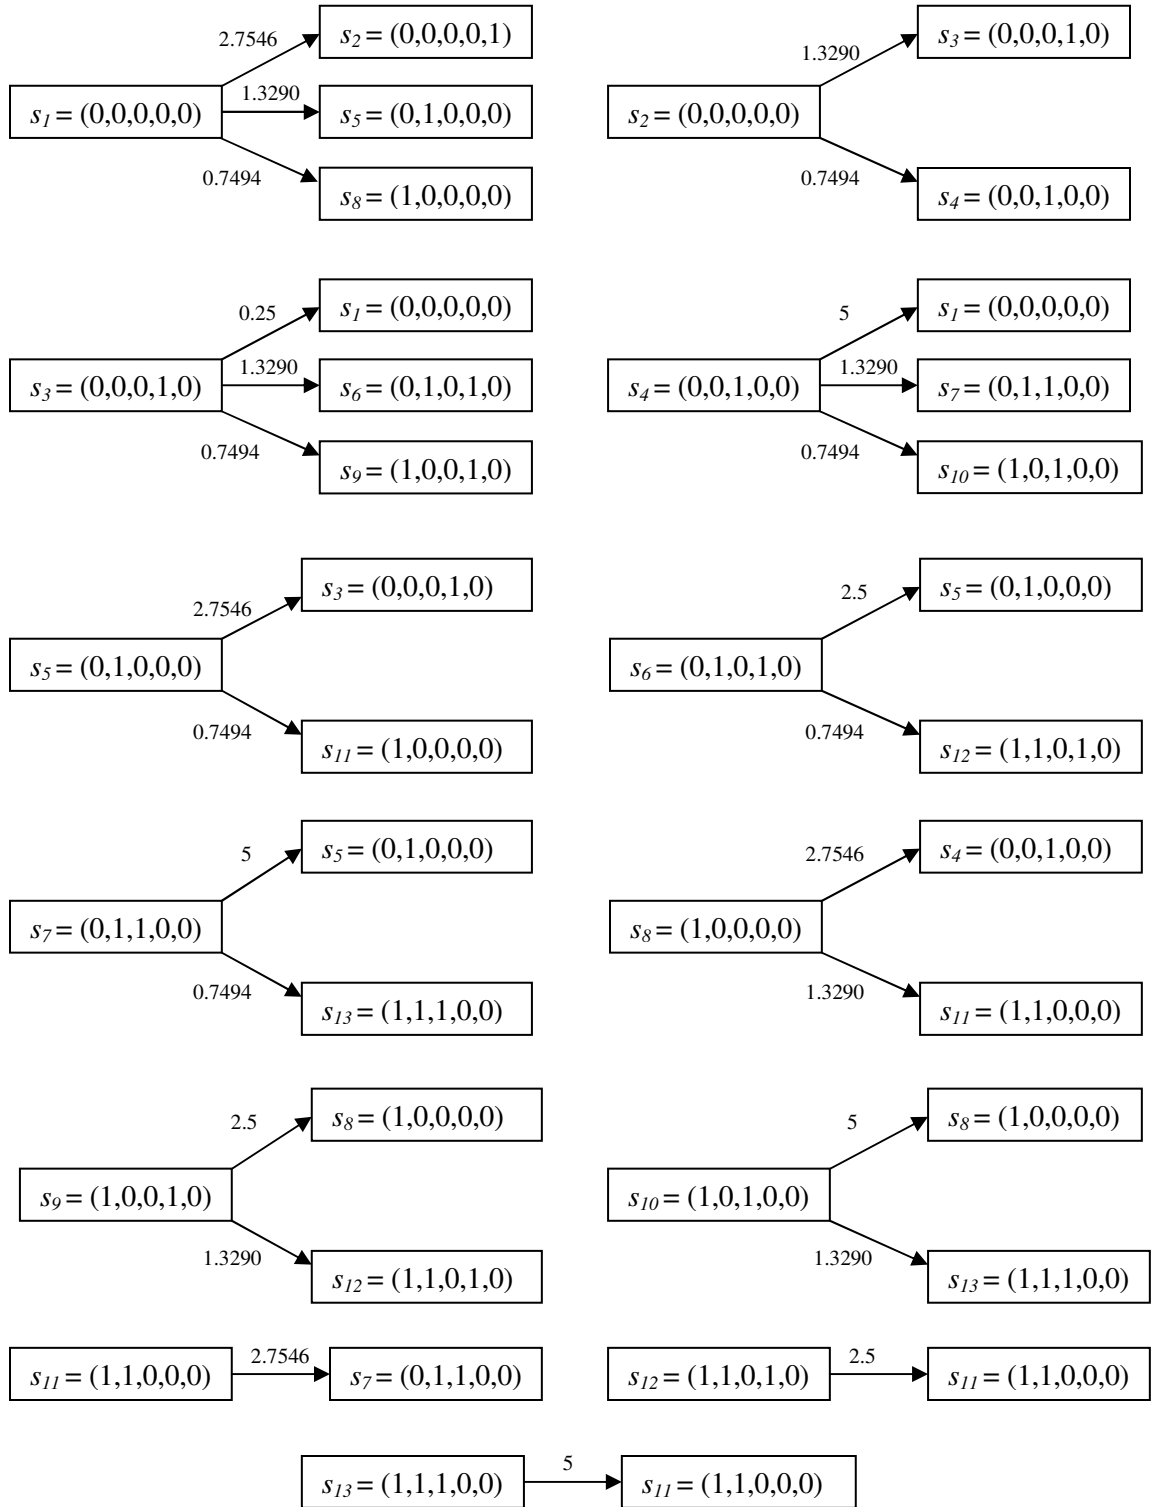 2.7546
s2 = (0,0,0,0,1)
1.3290
s1 = (0,0,0,0,0)
s5 = (0,1,0,0,0)
0.7494
s8 = (1,0,0,0,0)
1.3290
s3 = (0,0,0,1,0)
s2 = (0,0,0,0,0)
0.7494
s4 = (0,0,1,0,0)
0.25
s1 = (0,0,0,0,0)
1.3290
s3 = (0,0,0,1,0)
s6 = (0,1,0,1,0)
0.7494
s9 = (1,0,0,1,0)
5
s1 = (0,0,0,0,0)
1.3290
s4 = (0,0,1,0,0)
s7 = (0,1,1,0,0)
0.7494
s10 = (1,0,1,0,0)
2.7546
s3 = (0,0,0,1,0)
s5 = (0,1,0,0,0)
0.7494
s11 = (1,0,0,0,0)
2.5
s5 = (0,1,0,0,0)
s6 = (0,1,0,1,0)
0.7494
s12 = (1,1,0,1,0)
5
s5 = (0,1,0,0,0)
s7 = (0,1,1,0,0)
0.7494
s13 = (1,1,1,0,0)
2.7546
s4 = (0,0,1,0,0)
s8 = (1,0,0,0,0)
1.3290
s11 = (1,1,0,0,0)
2.5
s8 = (1,0,0,0,0)
s9 = (1,0,0,1,0)
1.3290
s12 = (1,1,0,1,0)
5
s8 = (1,0,0,0,0)
s10 = (1,0,1,0,0)
1.3290
s13 = (1,1,1,0,0)
s11 = (1,1,0,0,0)
2.7546
s7 = (0,1,1,0,0)
s12 = (1,1,0,1,0)
2.5
s11 = (1,1,0,0,0)
s13 = (1,1,1,0,0)
5
s11 = (1,1,0,0,0)